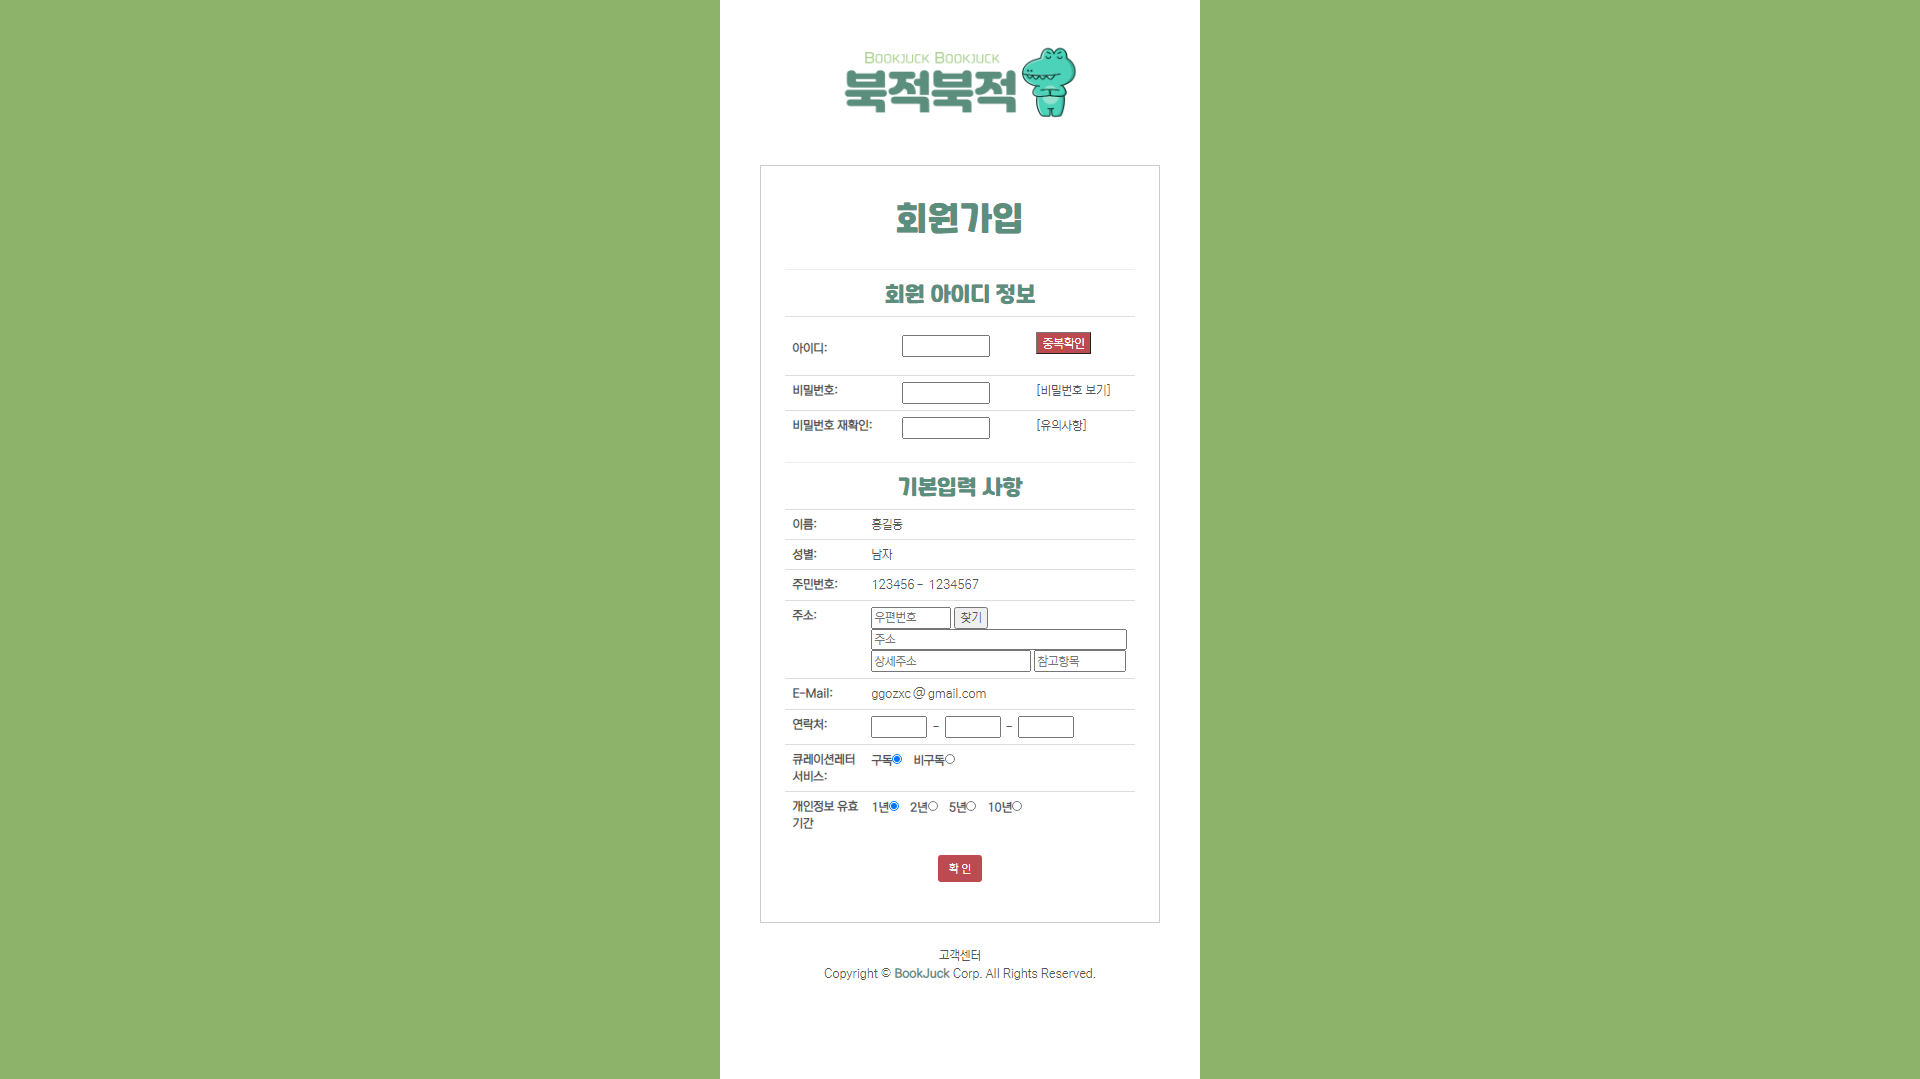 BOOKJUCK BOOKJUCK
북적북적
회원가입
회원 아이디 정보
아이디: 중복확인
비밀번호: [비밀번호 보기]
비밀번호 재확인: [유의사항]
기본입력 사항
이름: 홍길동
성별: 남자
주민번호: 123456 - 1234567
주소: 우편번호 찾기
주소
상세주소 참고항목
E-Mail: ggozxc@gmail.com
연락처: - -
큐레이션레터 구독 비구독
서비스:
개인정보 유효 1년 2년 5년 10년
기간
확 인
고객센터
Copyright © BookJuck Corp. All Rights Reserved.